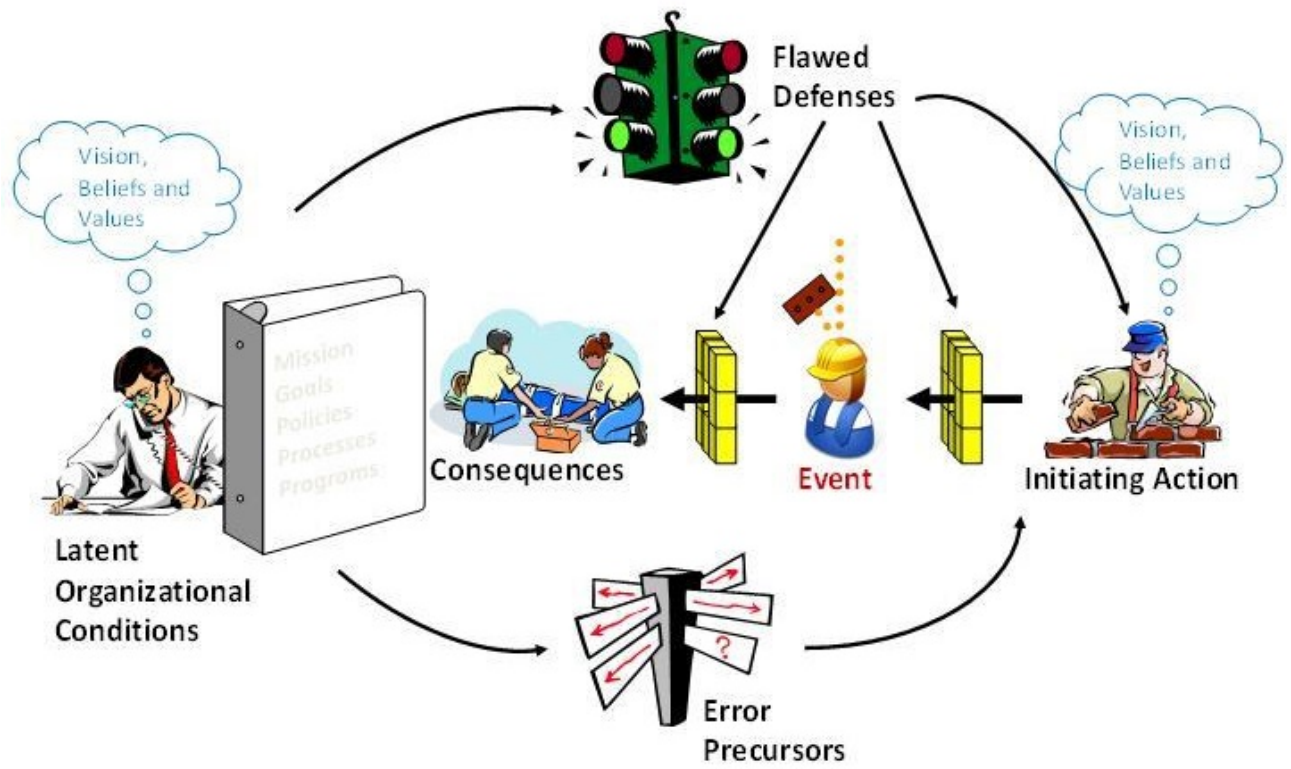 Flawed
Defenses
Vision,
Beliefs and
Values
Vision,
Beliefs and
Values
Mission
Goals
Policies
Processes
Programs
Consequences
Event
Initiating Action
Latent
Organizational
Conditions
?
Error
Precursors